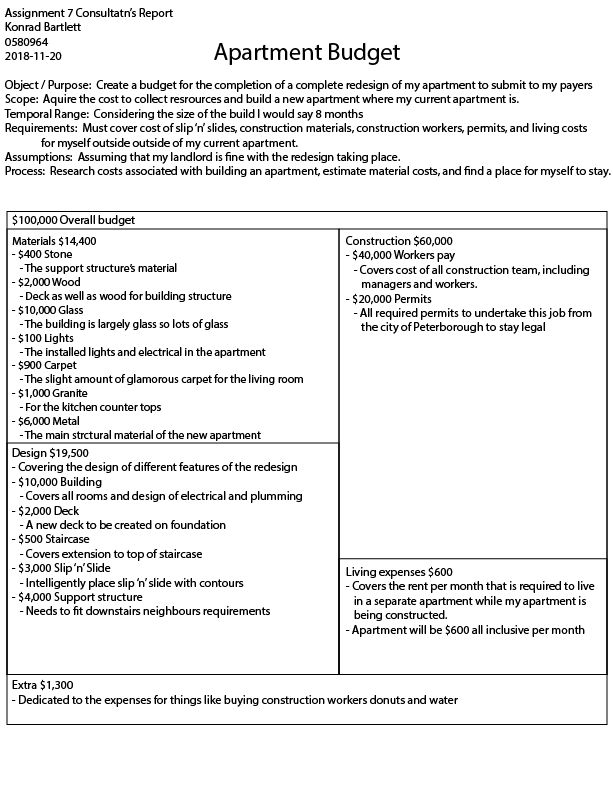 Assignment 7 Consultatn's Report
Konrad Bartlett
0580964
2018-11-20
Apartment Budget
Object / Purpose: Create a budget for the completion of a complete redesign of my apartment to submit to my payers
Scope: Aquire the cost to collect resrources and build a new apartment where my current apartment is.
Temporal Range: Considering the size of the build I would say 8 months
Requirements: Must cover cost of slip 'n' slides, construction materials, construction workers, permits, and living costs
for myself outside outside of my current apartment.
Assumptions: Assuming that my landlord is fine with the redesign taking place.
Process: Research costs associated with building an apartment, estimate material costs, and find a place for myself to stay.
$100,000 Overall budget
Materials $14,400
- $400 Stone
- The support structure's material
- $2,000 Wood
- Deck as well as wood for building structure
- $10,000 Glass
- The building is largely glass so lots of glass
- $100 Lights
- The installed lights and electrical in the apartment
- $900 Carpet
- The slight amount of glamorous carpet for the living room
- $1,000 Granite
- For the kitchen counter tops
- $6,000 Metal
- The main strctural material of the new apartment
Design $19,500
- Covering the design of different features of the redesign
- $10,000 Building
- Covers all rooms and design of electrical and plumming
- $2,000 Deck
- A new deck to be created on foundation
- $500 Staircase
- Covers extension to top of staircase
- $3,000 Slip 'n' Slide
- Intelligently place slip 'n' slide with contours
- $4,000 Support structure
- Needs to fit downstairs neighbours requirements
Construction $60,000
- $40,000 Workers pay
- Covers cost of all construction team, including
managers and workers.
- $20,000 Permits
- All required permits to undertake this job from
the city of Peterborough to stay legal
Living expenses $600
- Covers the rent per month that is required to live
in a separate apartment while my apartment is
being constructed.
- Apartment will be $600 all inclusive per month
Extra $1,300
- Dedicated to the expenses for things like buying construction workers donuts and water